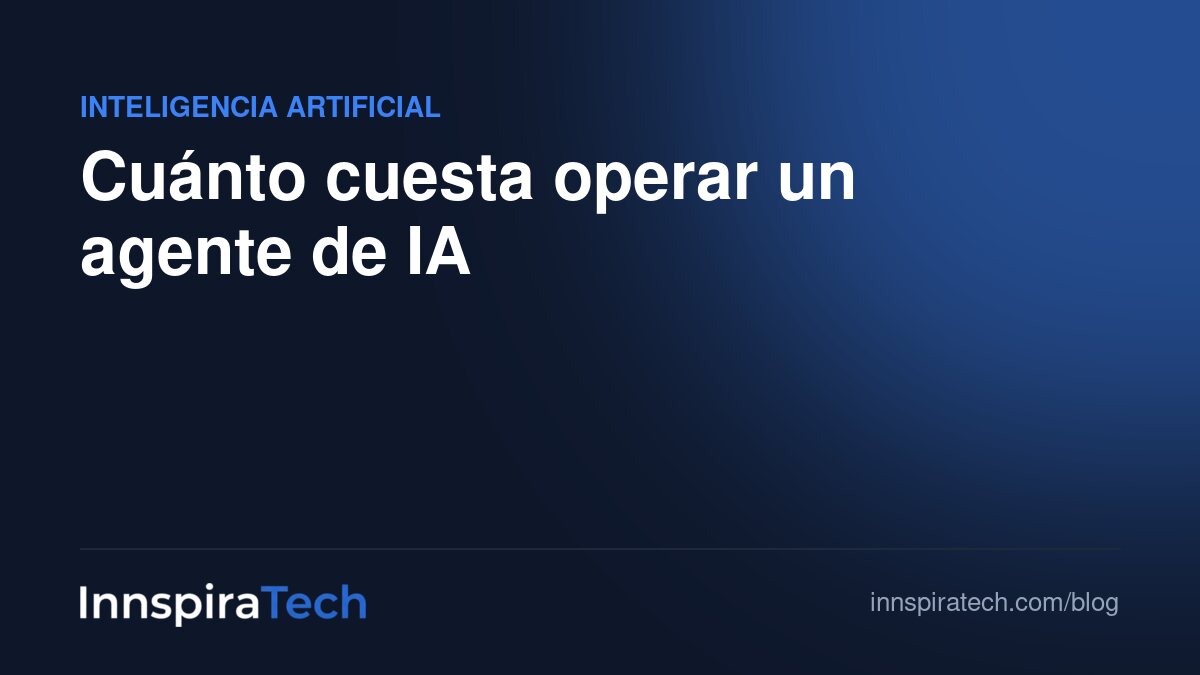 INTELIGENCIA ARTIFICIAL
Cuánto cuesta operar un
agente de IA
InnspiraTech
innspiratech.com/blog